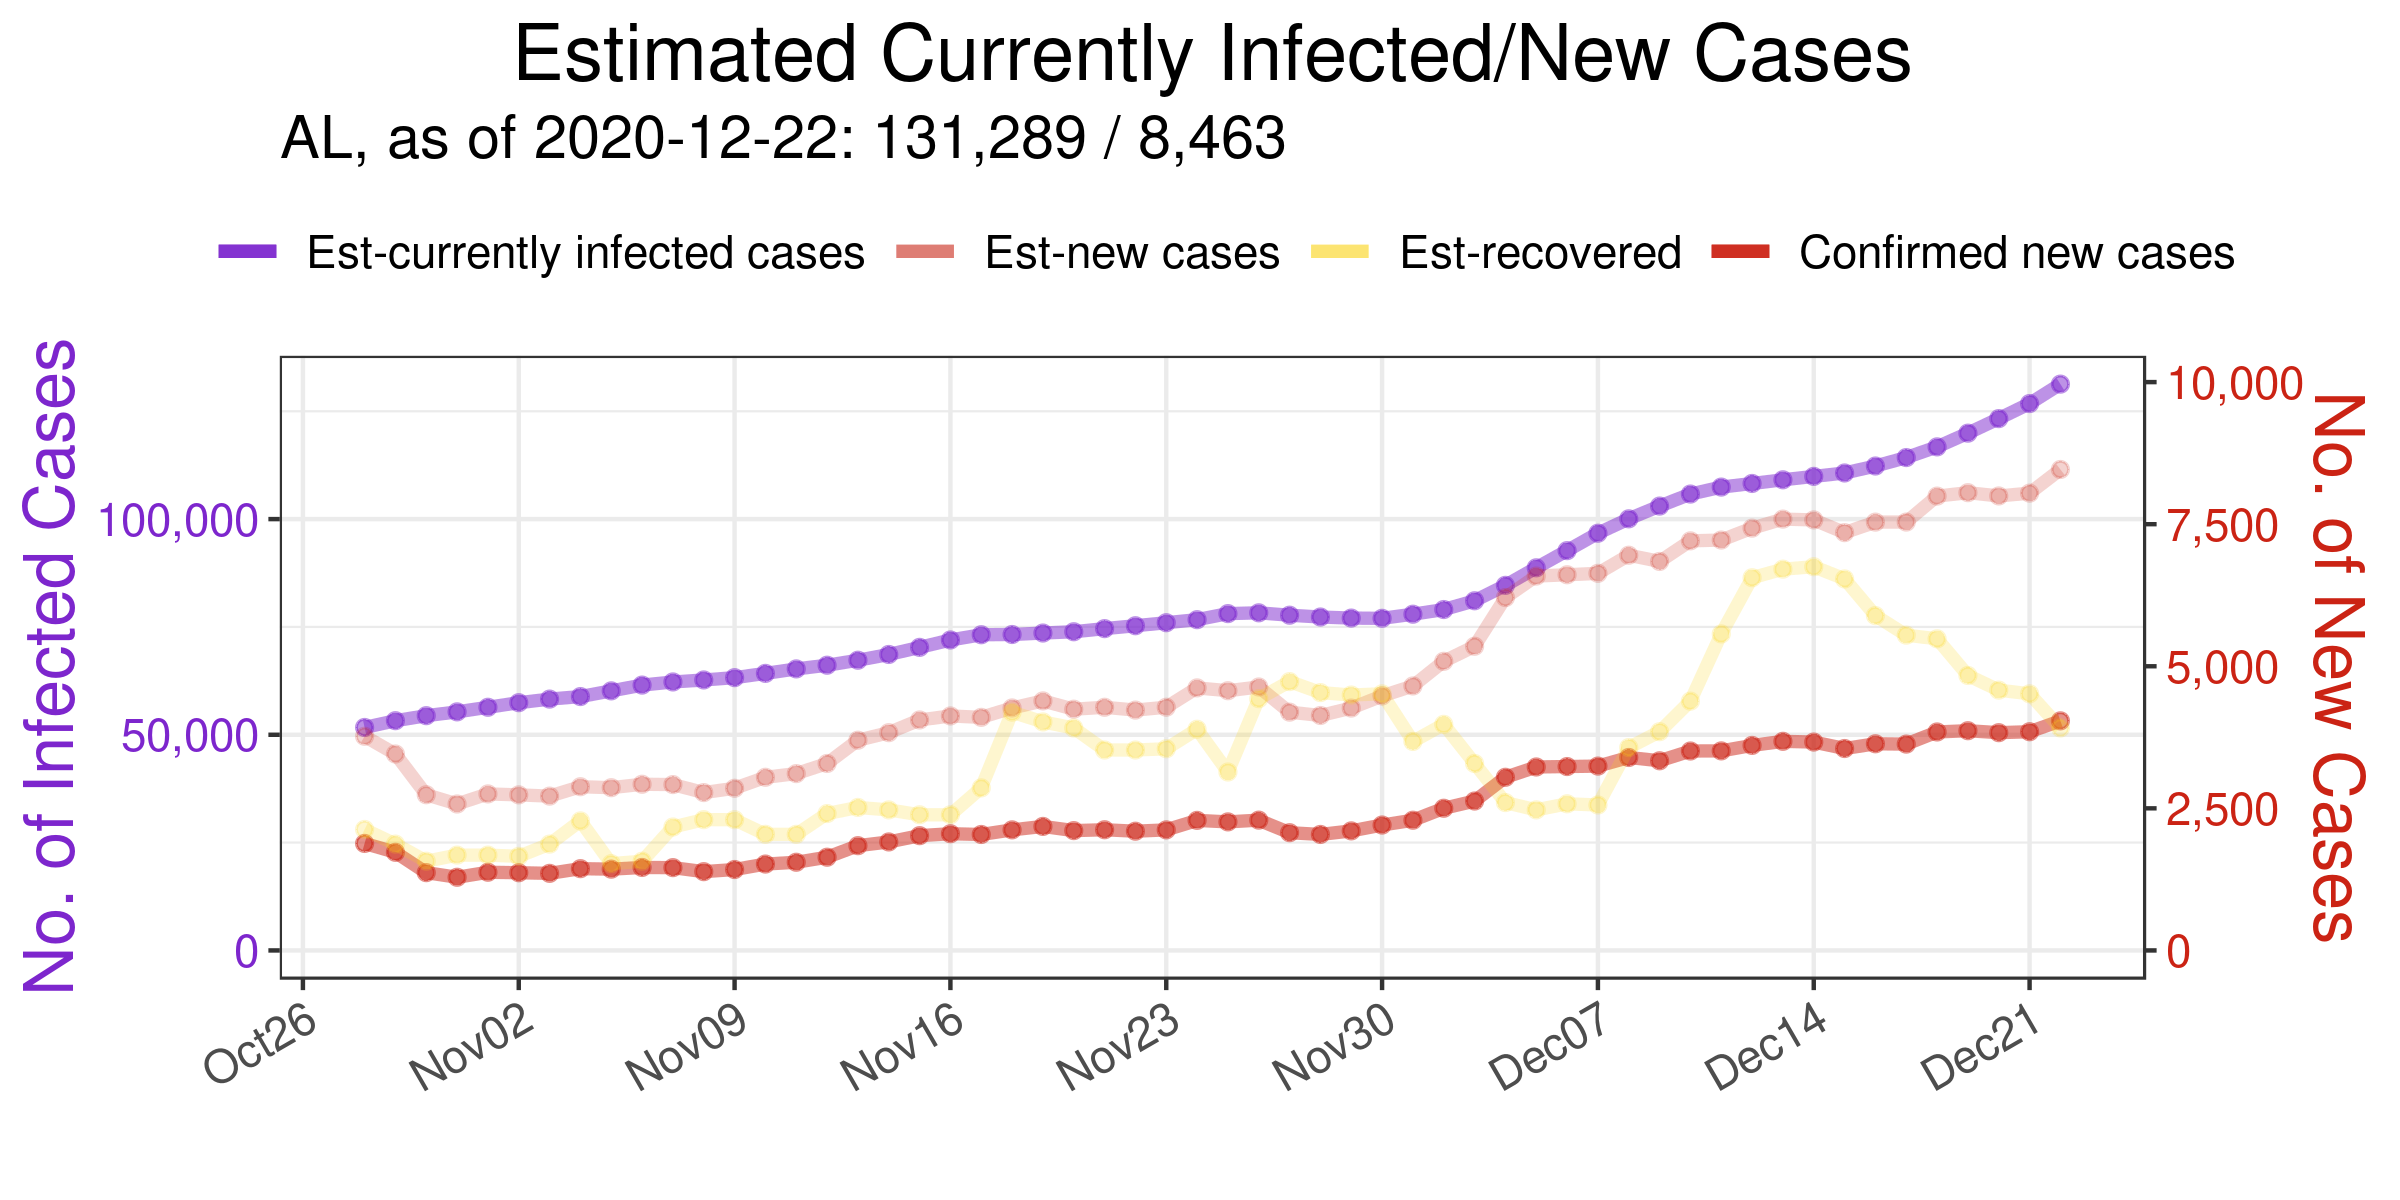 Estimated Currently Infected/New Cases
AL, as of 2020-12-22: 131,289 / 8,463
Est-currently infected cases
Est-new cases
Est-recovered
Confirmed new cases
No. of Infected Cases
100,000
50,000
0
10,000
7,500
5,000
2,500
0
No. of New Cases
Oct26
Nov02
Nov09
Nov16
Nov23
Nov30
Dec07
Dec14
Dec21